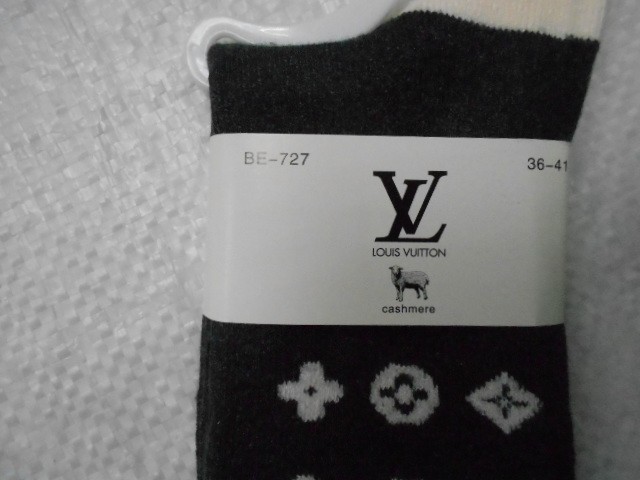 BE-727
36-41
LV
LOUIS VUITTON
cashmere